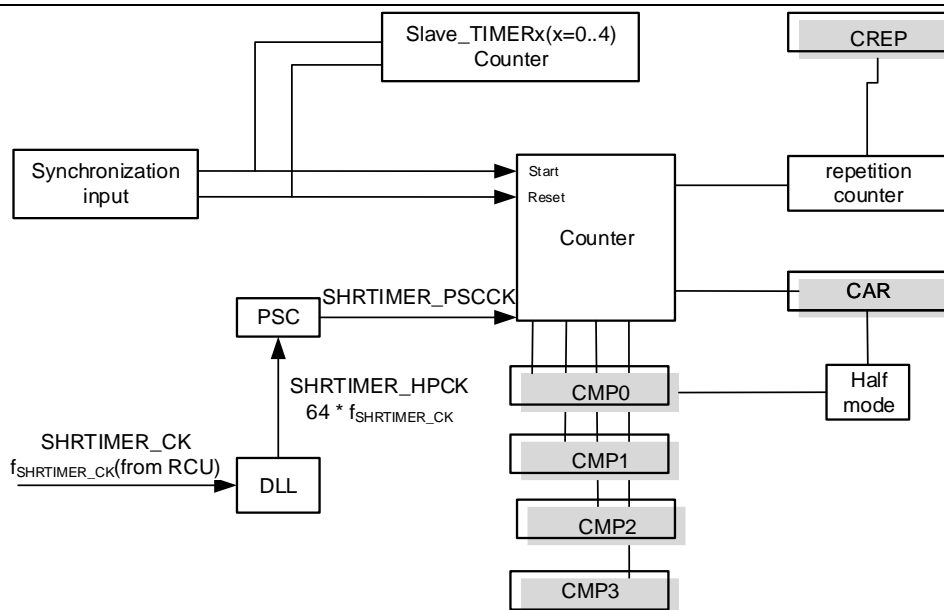 Slave_TIMERx(x=0..4)
Counter
CREP
Synchronization
input
Start
Reset
Counter
repetition
counter
SHRTIMER_PSCCK
PSC
CAR
SHRTIMER_HPCK
64 * fSHRTIMER_CK
CMP0
Half
mode
SHRTIMER_CK
fSHRTIMER_CK(from RCU)
DLL
CMP1
CMP2
CMP3